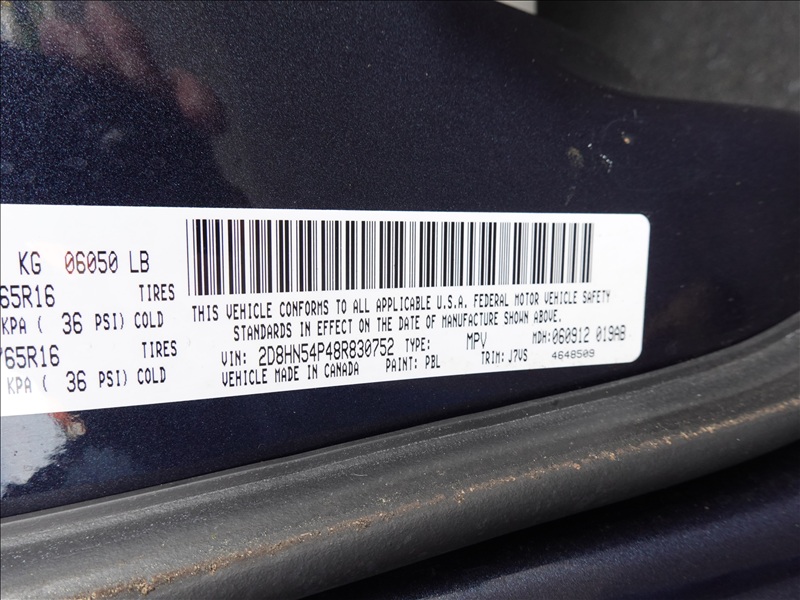 KG 06050 LB
65R16 TIRES
KPA ( 36 PSI) COLD
765R16 TIRES
KPA ( 36 PSI) COLD
THIS VEHICLE CONFORMS TO ALL APPLICABLE U.S.A. FEDERAL MOTOR VEHICLE SAFETY
STANDARDS IN EFFECT ON THE DATE OF MANUFACTURE SHOWN ABOVE.
VIN: 2D8HN54P48R830752 TYPE: MPV MDH:060912 019AB
VEHICLE MADE IN CANADA PAINT: PBL TRIM: J7VS 4648509